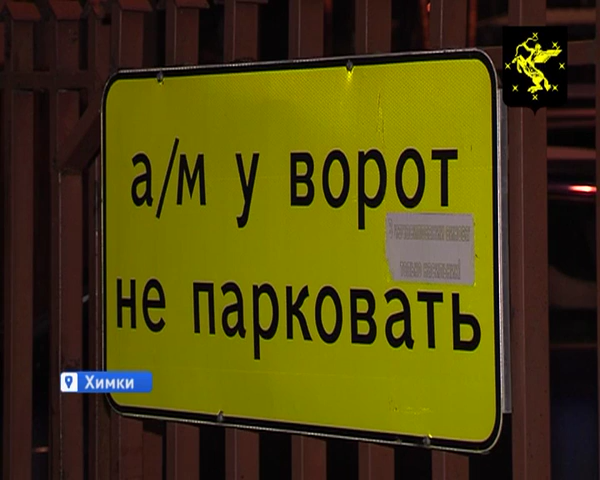 а/м у ворот
не парковать
Химки